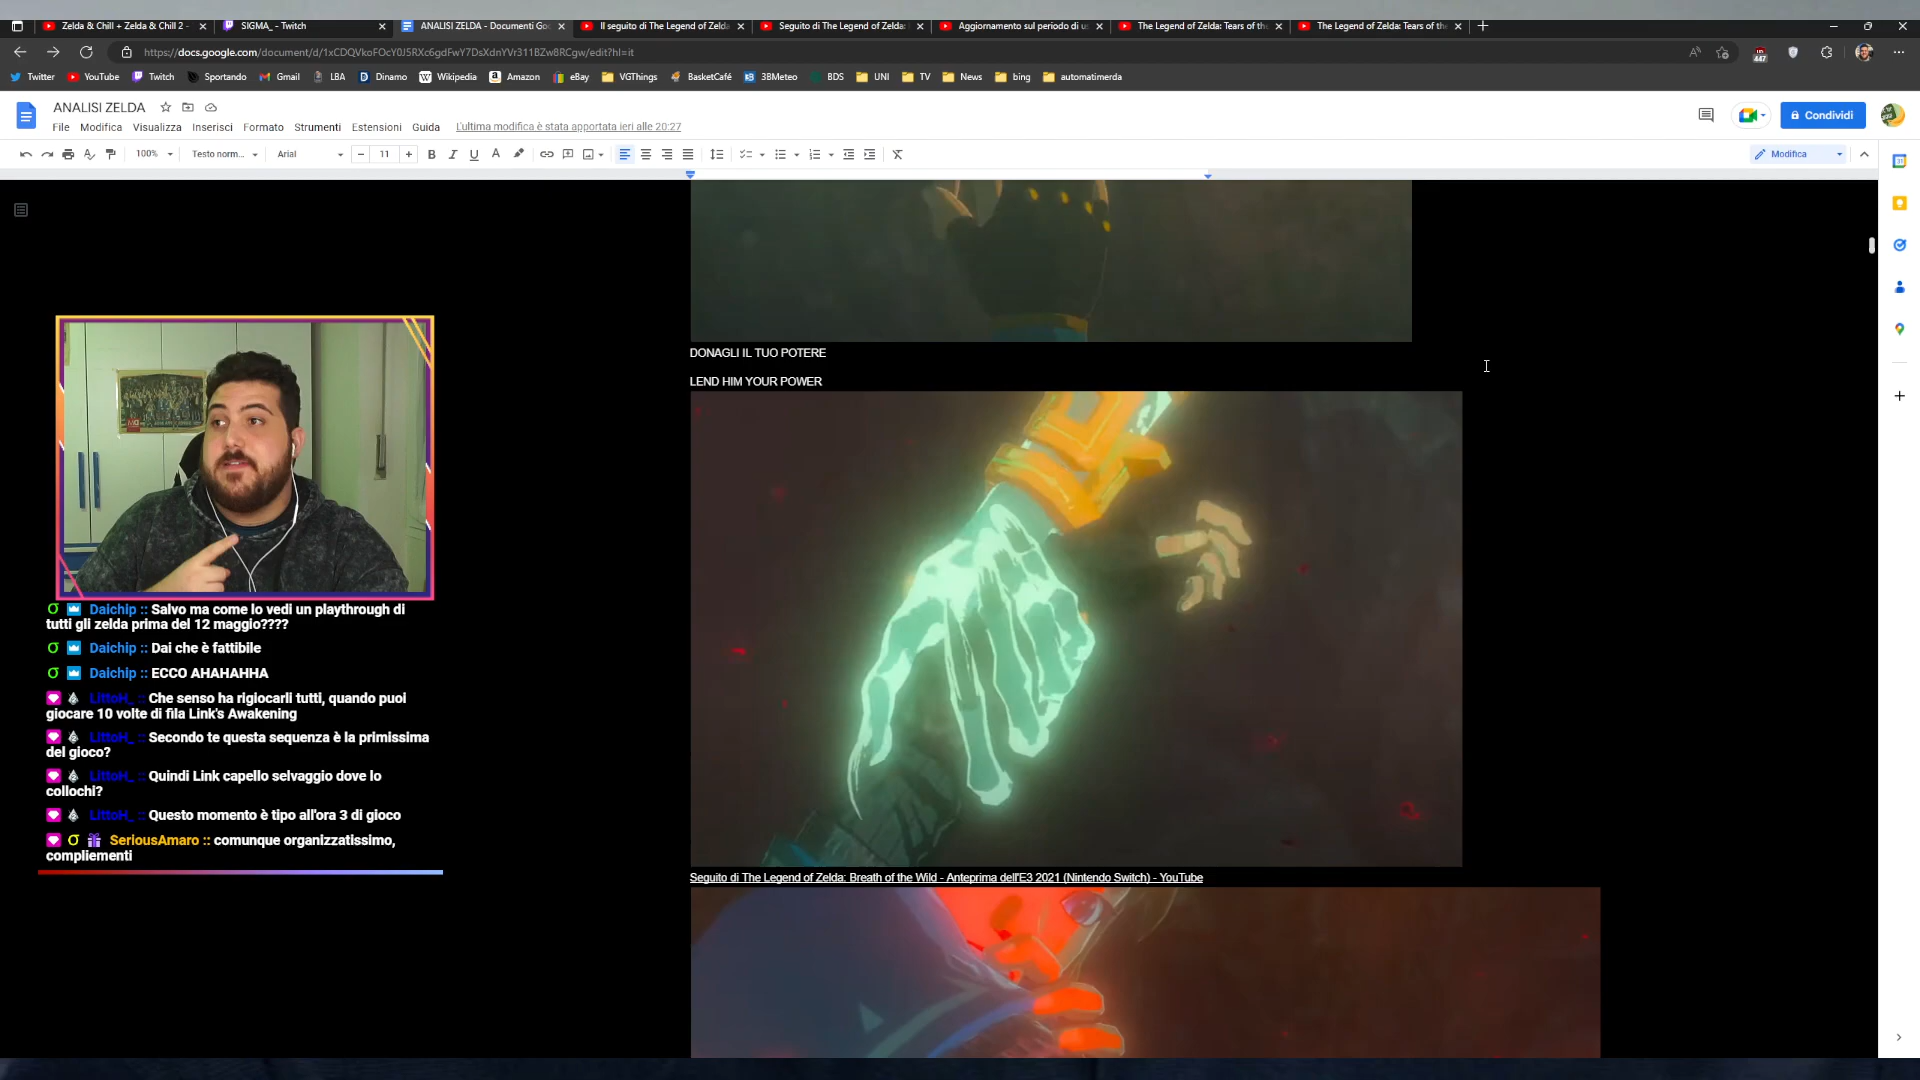 Zelda & Chill + Zelda & Chill 2 -
SIGMA_ - Twitch
ANALISI ZELDA - Documenti Goo
Il seguito di The Legend of Zelda
Seguito di The Legend of Zelda:
Aggiornamento sul periodo di us
The Legend of Zelda: Tears of the
The Legend of Zelda: Tears of the
https://docs.google.com/document/d/1xCDQVkoFOcY0J5RXc6gdFwY7DsXdnYVr311BZw8RCgw/edit?hl=it
447
Twitter
YouTube
Twitch
Sportando
Gmail
LBA
Dinamo
Wikipedia
Amazon
eBay
VGThings
BasketCafé
3BMeteo
BDS
UNI
TV
News
bing
automatimerda
ANALISI ZELDA
File Modifica Visualizza Inserisci Formato Strumenti Estensioni Guida
L'ultima modifica è stata apportata ieri alle 20:27
Condividi
100%
Testo norm...
Arial
11
Modifica
DONAGLI IL TUO POTERE
LEND HIM YOUR POWER
Daichip :: Salvo ma come lo vedi un playthrough di
tutti gli zelda prima del 12 maggio????
Daichip :: Dai che è fattibile
Daichip :: ECCO AHAHAHHA
LittoH_ :: Che senso ha rigiocarli tutti, quando puoi
giocare 10 volte di fila Link's Awakening
LittoH_ :: Secondo te questa sequenza è la primissima
del gioco?
LittoH_ :: Quindi Link capello selvaggio dove lo
collochi?
LittoH_ :: Questo momento è tipo all'ora 3 di gioco
SeriousAmaro :: comunque organizzatissimo,
compliementi
Seguito di The Legend of Zelda: Breath of the Wild - Anteprima dell'E3 2021 (Nintendo Switch) - YouTube